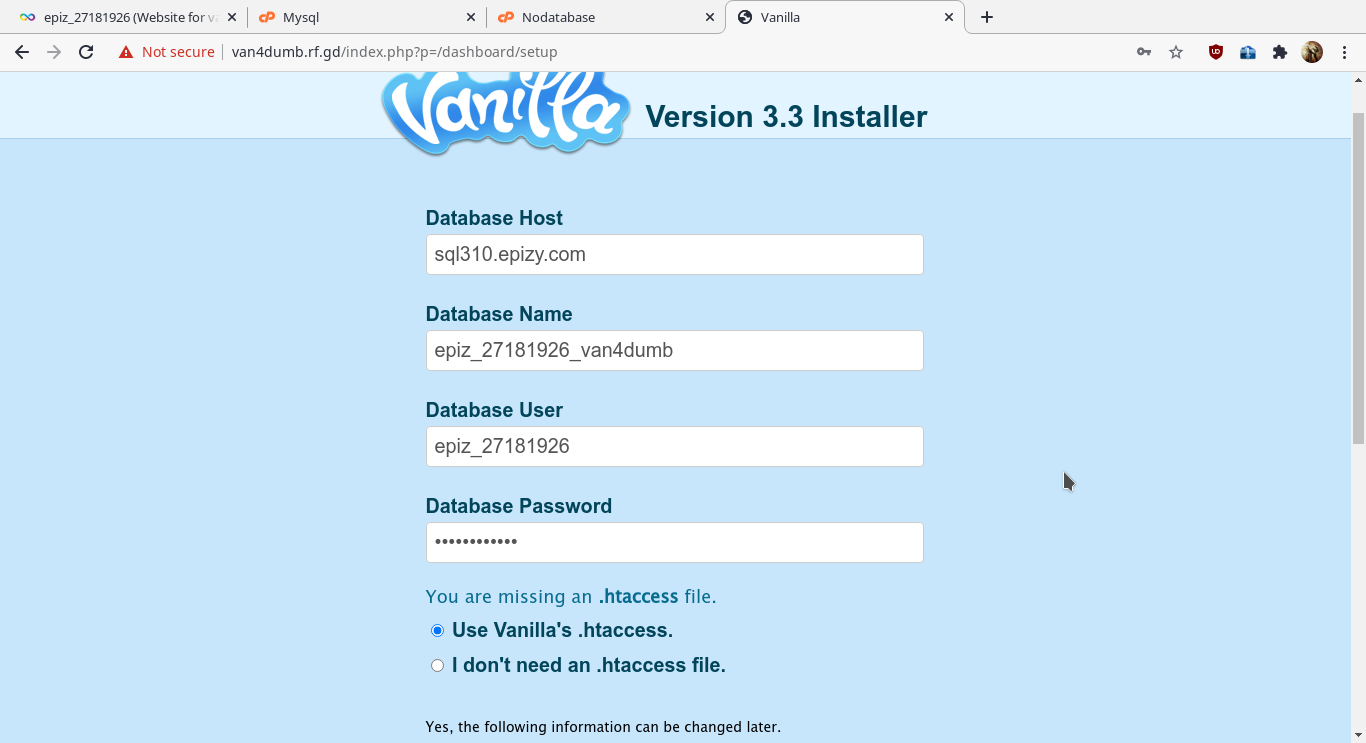 epiz_27181926 (Website for va
Mysql
Nodatabase
Vanilla
Not secure
van4dumb.rf.gd/index.php?p=/dashboard/setup
Vanilla
Version 3.3 Installer
Database Host
sql310.epizy.com
Database Name
epiz_27181926_van4dumb
Database User
epiz_27181926
Database Password
••••••••••••
You are missing an .htaccess file.
Use Vanilla's .htaccess.
I don't need an .htaccess file.
Yes, the following information can be changed later.